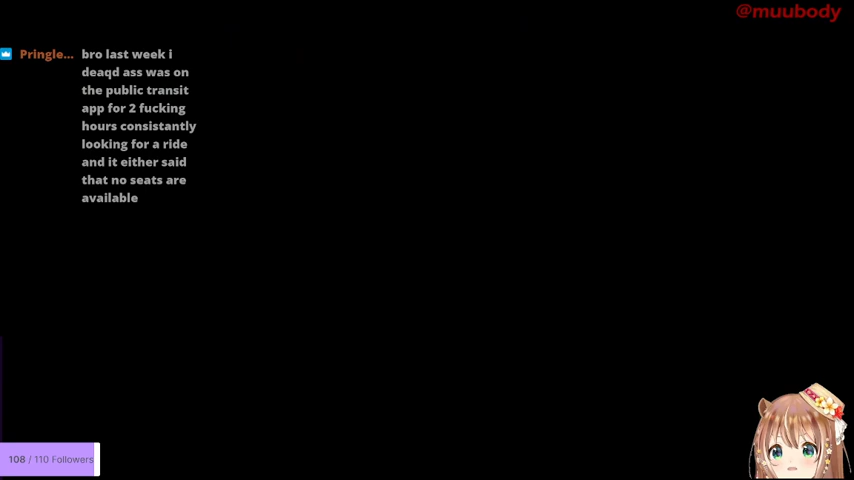 @muubody
Pringle... bro last week i
deaqd ass was on
the public transit
app for 2 fucking
hours consistantly
looking for a ride
and it either said
that no seats are
available
108 / 110 Followers